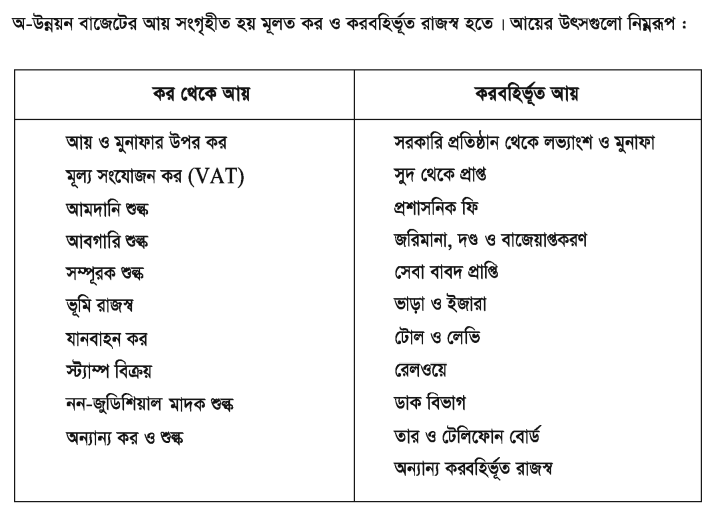 অ-উন্নয়ন বাজেটের আয় সংগৃহীত হয় মূলত কর ও করবহির্ভূত রাজস্ব হতে । আয়ের উৎসগুলো নিম্নরূপ :
কর থেকে আয়
আয় ও মুনাফার উপর কর
মূল্য সংযোজন কর (VAT)
আমদানি শুল্ক
আবগারি শুল্ক
সম্পূরক শুল্ক
ভূমি রাজস্ব
যানবাহন কর
স্ট্যাম্প বিক্রয়
নন-জুডিশিয়াল মাদক শুল্ক
অন্যান্য কর ও শুল্ক
করবহির্ভূত আয়
সরকারি প্রতিষ্ঠান থেকে লভ্যাংশ ও মুনাফা
সুদ থেকে প্রাপ্ত
প্রশাসনিক ফি
জরিমানা, দণ্ড ও বাজেয়াপ্তকরণ
সেবা বাবদ প্রাপ্তি
ভাড়া ও ইজারা
টোল ও লেভি
রেলওয়ে
ডাক বিভাগ
তার ও টেলিফোন বোর্ড
অন্যান্য করবহির্ভূত রাজস্ব